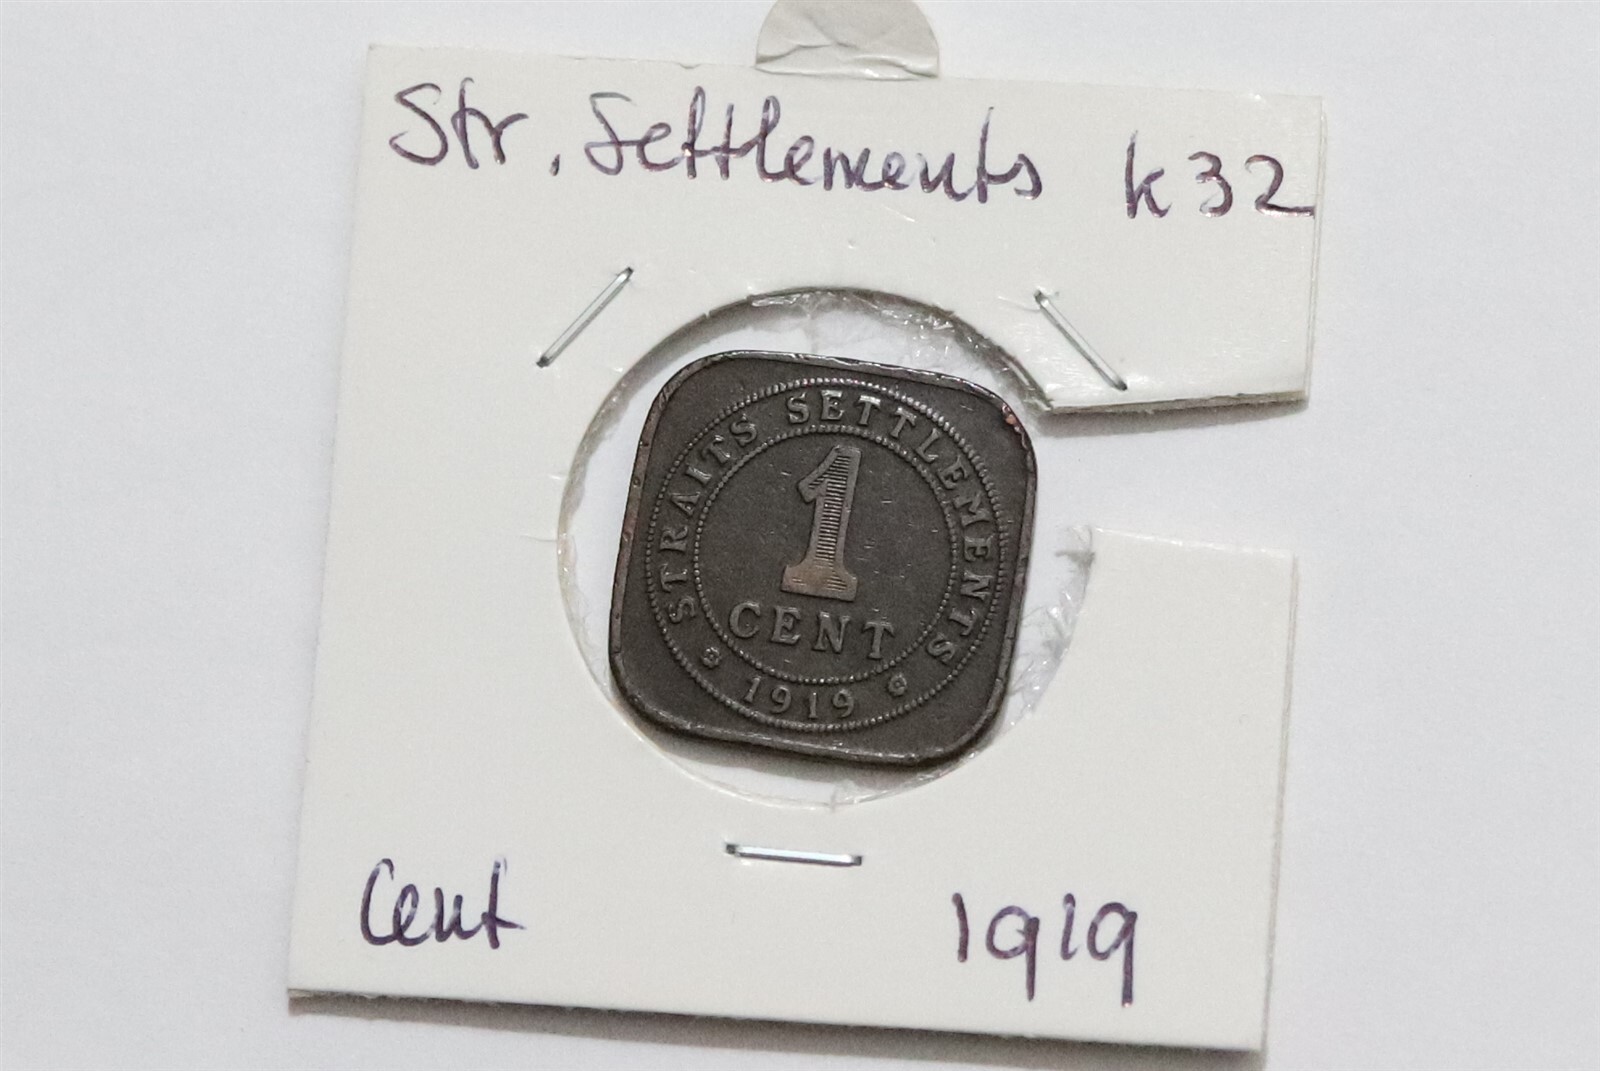 Str. Settlements k32
STRAITS SETTLEMENTS
1
CENT
1919
Cent 1919